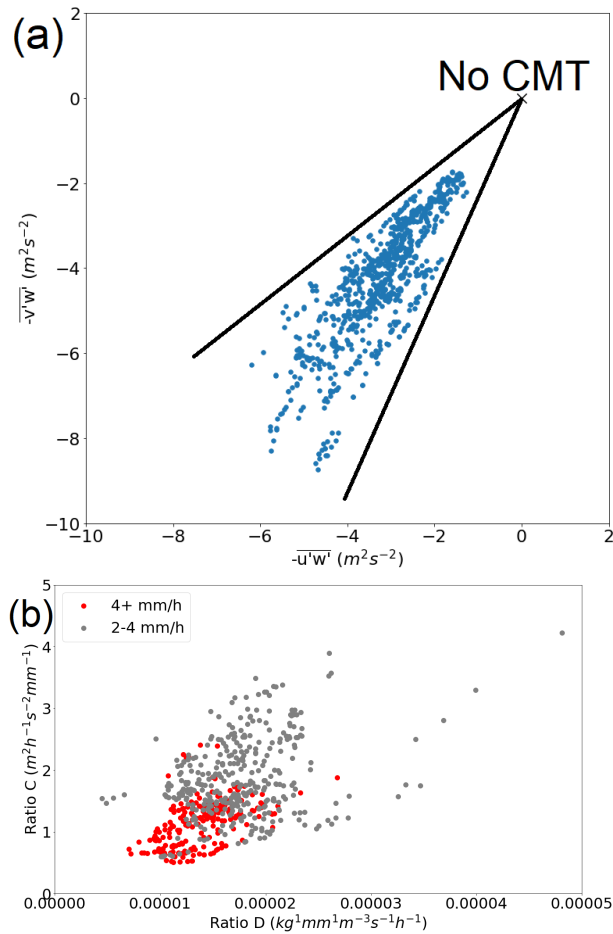 (a)
No CMT
2
0
−2
−4
−6
−8
−10
-v'w' (m²s⁻²)
−10 −8 −6 −4 −2 0 2
-u'w' (m²s⁻²)
(b)
4+ mm/h
2-4 mm/h
5
4
3
2
1
0
Ratio C (m²h⁻¹s⁻²mm⁻¹)
0.00000 0.00001 0.00002 0.00003 0.00004 0.00005
Ratio D (kg¹mm¹m⁻³s⁻¹h⁻¹)